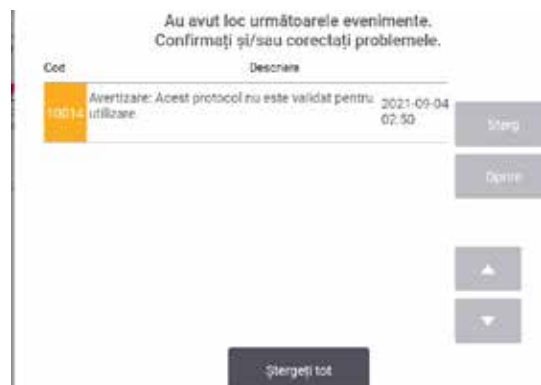 Au avut loc următoarele evenimente.
Confirmați și/sau corectați problemele.
Cod Descriere
Avertizare: Acest protocol nu este validat pentru
10014 utilizare. 2021-09-04
02:50
Șterg
Oprire
Ștergeți tot